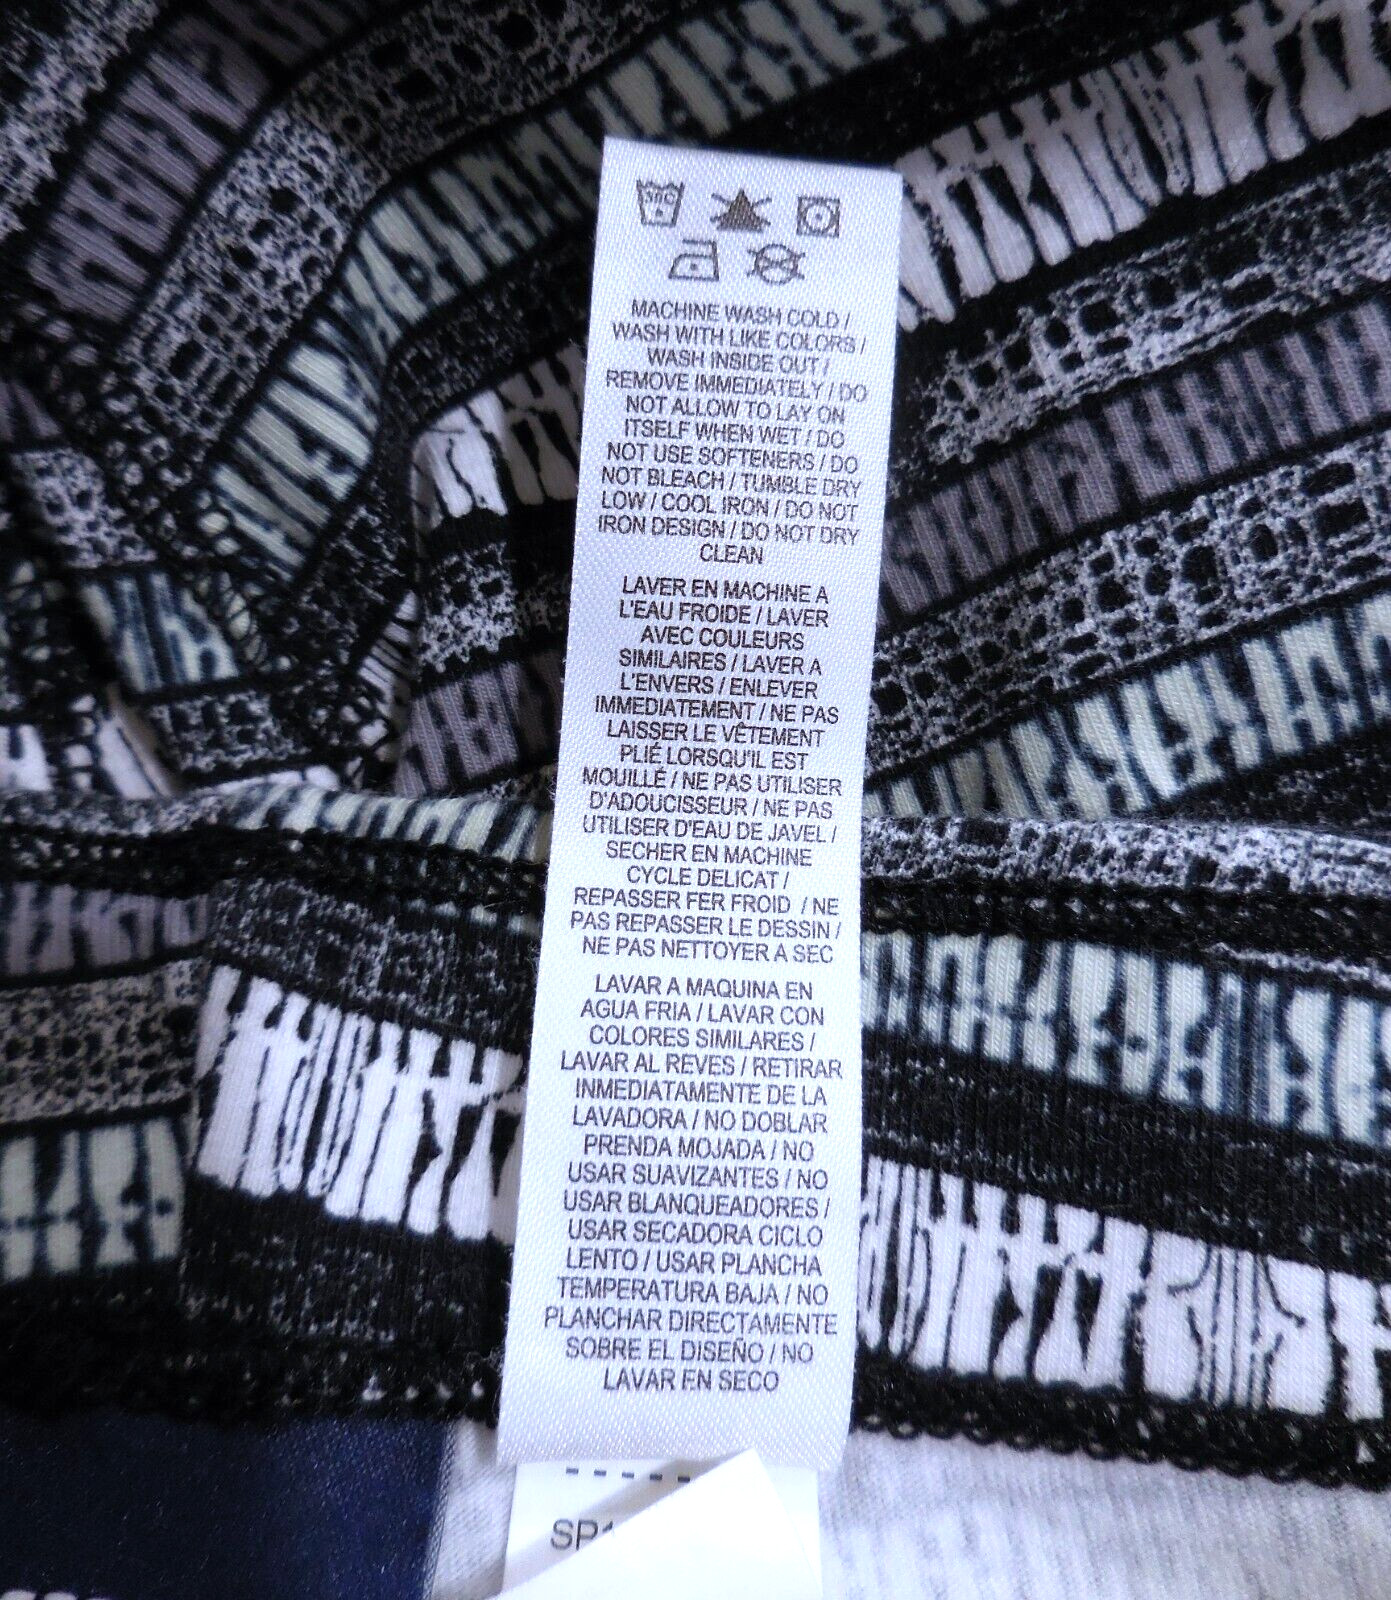 30C
MACHINE WASH COLD /
WASH WITH LIKE COLORS /
WASH INSIDE OUT /
REMOVE IMMEDIATELY / DO
NOT ALLOW TO LAY ON
ITSELF WHEN WET / DO
NOT USE SOFTENERS / DO
NOT BLEACH / TUMBLE DRY
LOW / COOL IRON / DO NOT
IRON DESIGN / DO NOT DRY
CLEAN
LAVER EN MACHINE A
L'EAU FROIDE / LAVER
AVEC COULEURS
SIMILAIRES / LAVER A
L'ENVERS / ENLEVER
IMMEDIATEMENT / NE PAS
LAISSER LE VÊTEMENT
PLIÉ LORSQU'IL EST
MOUILLÉ / NE PAS UTILISER
D'ADOUCISSEUR / NE PAS
UTILISER D'EAU DE JAVEL /
SECHER EN MACHINE
CYCLE DELICAT /
REPASSER FER FROID / NE
PAS REPASSER LE DESSIN /
NE PAS NETTOYER A SEC
LAVAR A MAQUINA EN
AGUA FRIA / LAVAR CON
COLORES SIMILARES /
LAVAR AL REVES / RETIRAR
INMEDIATAMENTE DE LA
LAVADORA / NO DOBLAR
PRENDA MOJADA / NO
USAR SUAVIZANTES / NO
USAR BLANQUEADORES /
USAR SECADORA CICLO
LENTO / USAR PLANCHA
TEMPERATURA BAJA / NO
PLANCHAR DIRECTAMENTE
SOBRE EL DISEÑO / NO
LAVAR EN SECO